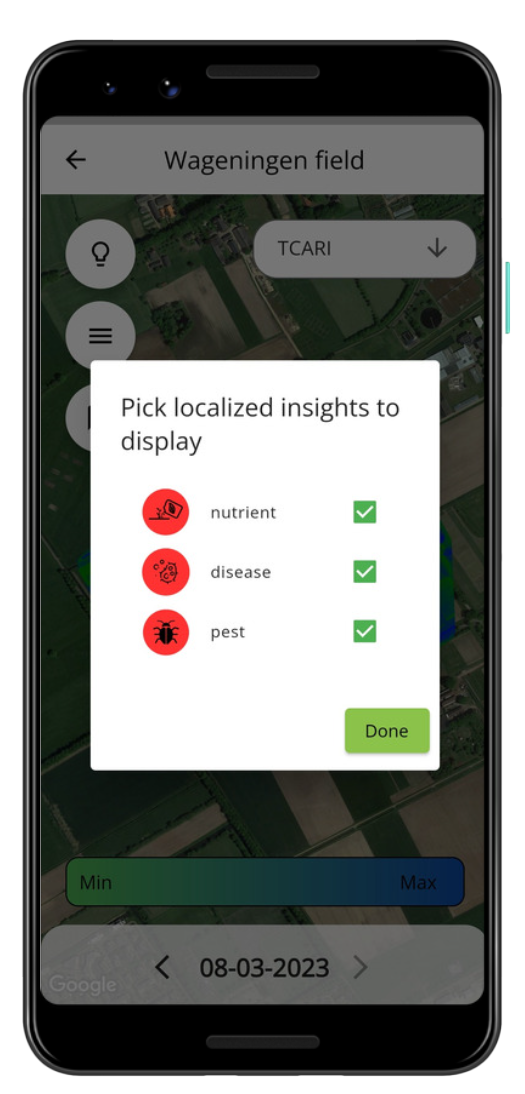 Wageningen field
TCARI
Pick localized insights to
display
nutrient
disease
pest
Done
Min
Max
08-03-2023
Google